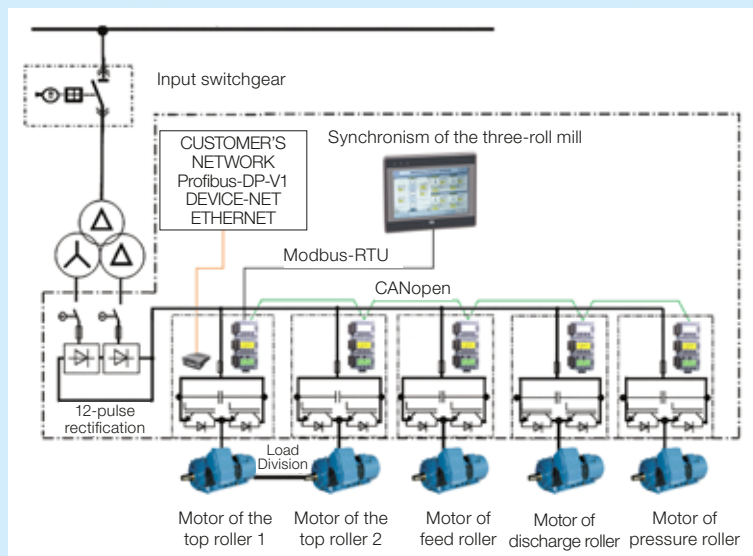 Input switchgear
CUSTOMER'S
NETWORK
Profibus-DP-V1
DEVICE-NET
ETHERNET
Synchronism of the three-roll mill
Modbus-RTU
CANopen
12-pulse
rectification
Load
Division
Motor of the
top roller 1
Motor of the
top roller 2
Motor of
feed roller
Motor of
discharge roller
Motor of
pressure roller